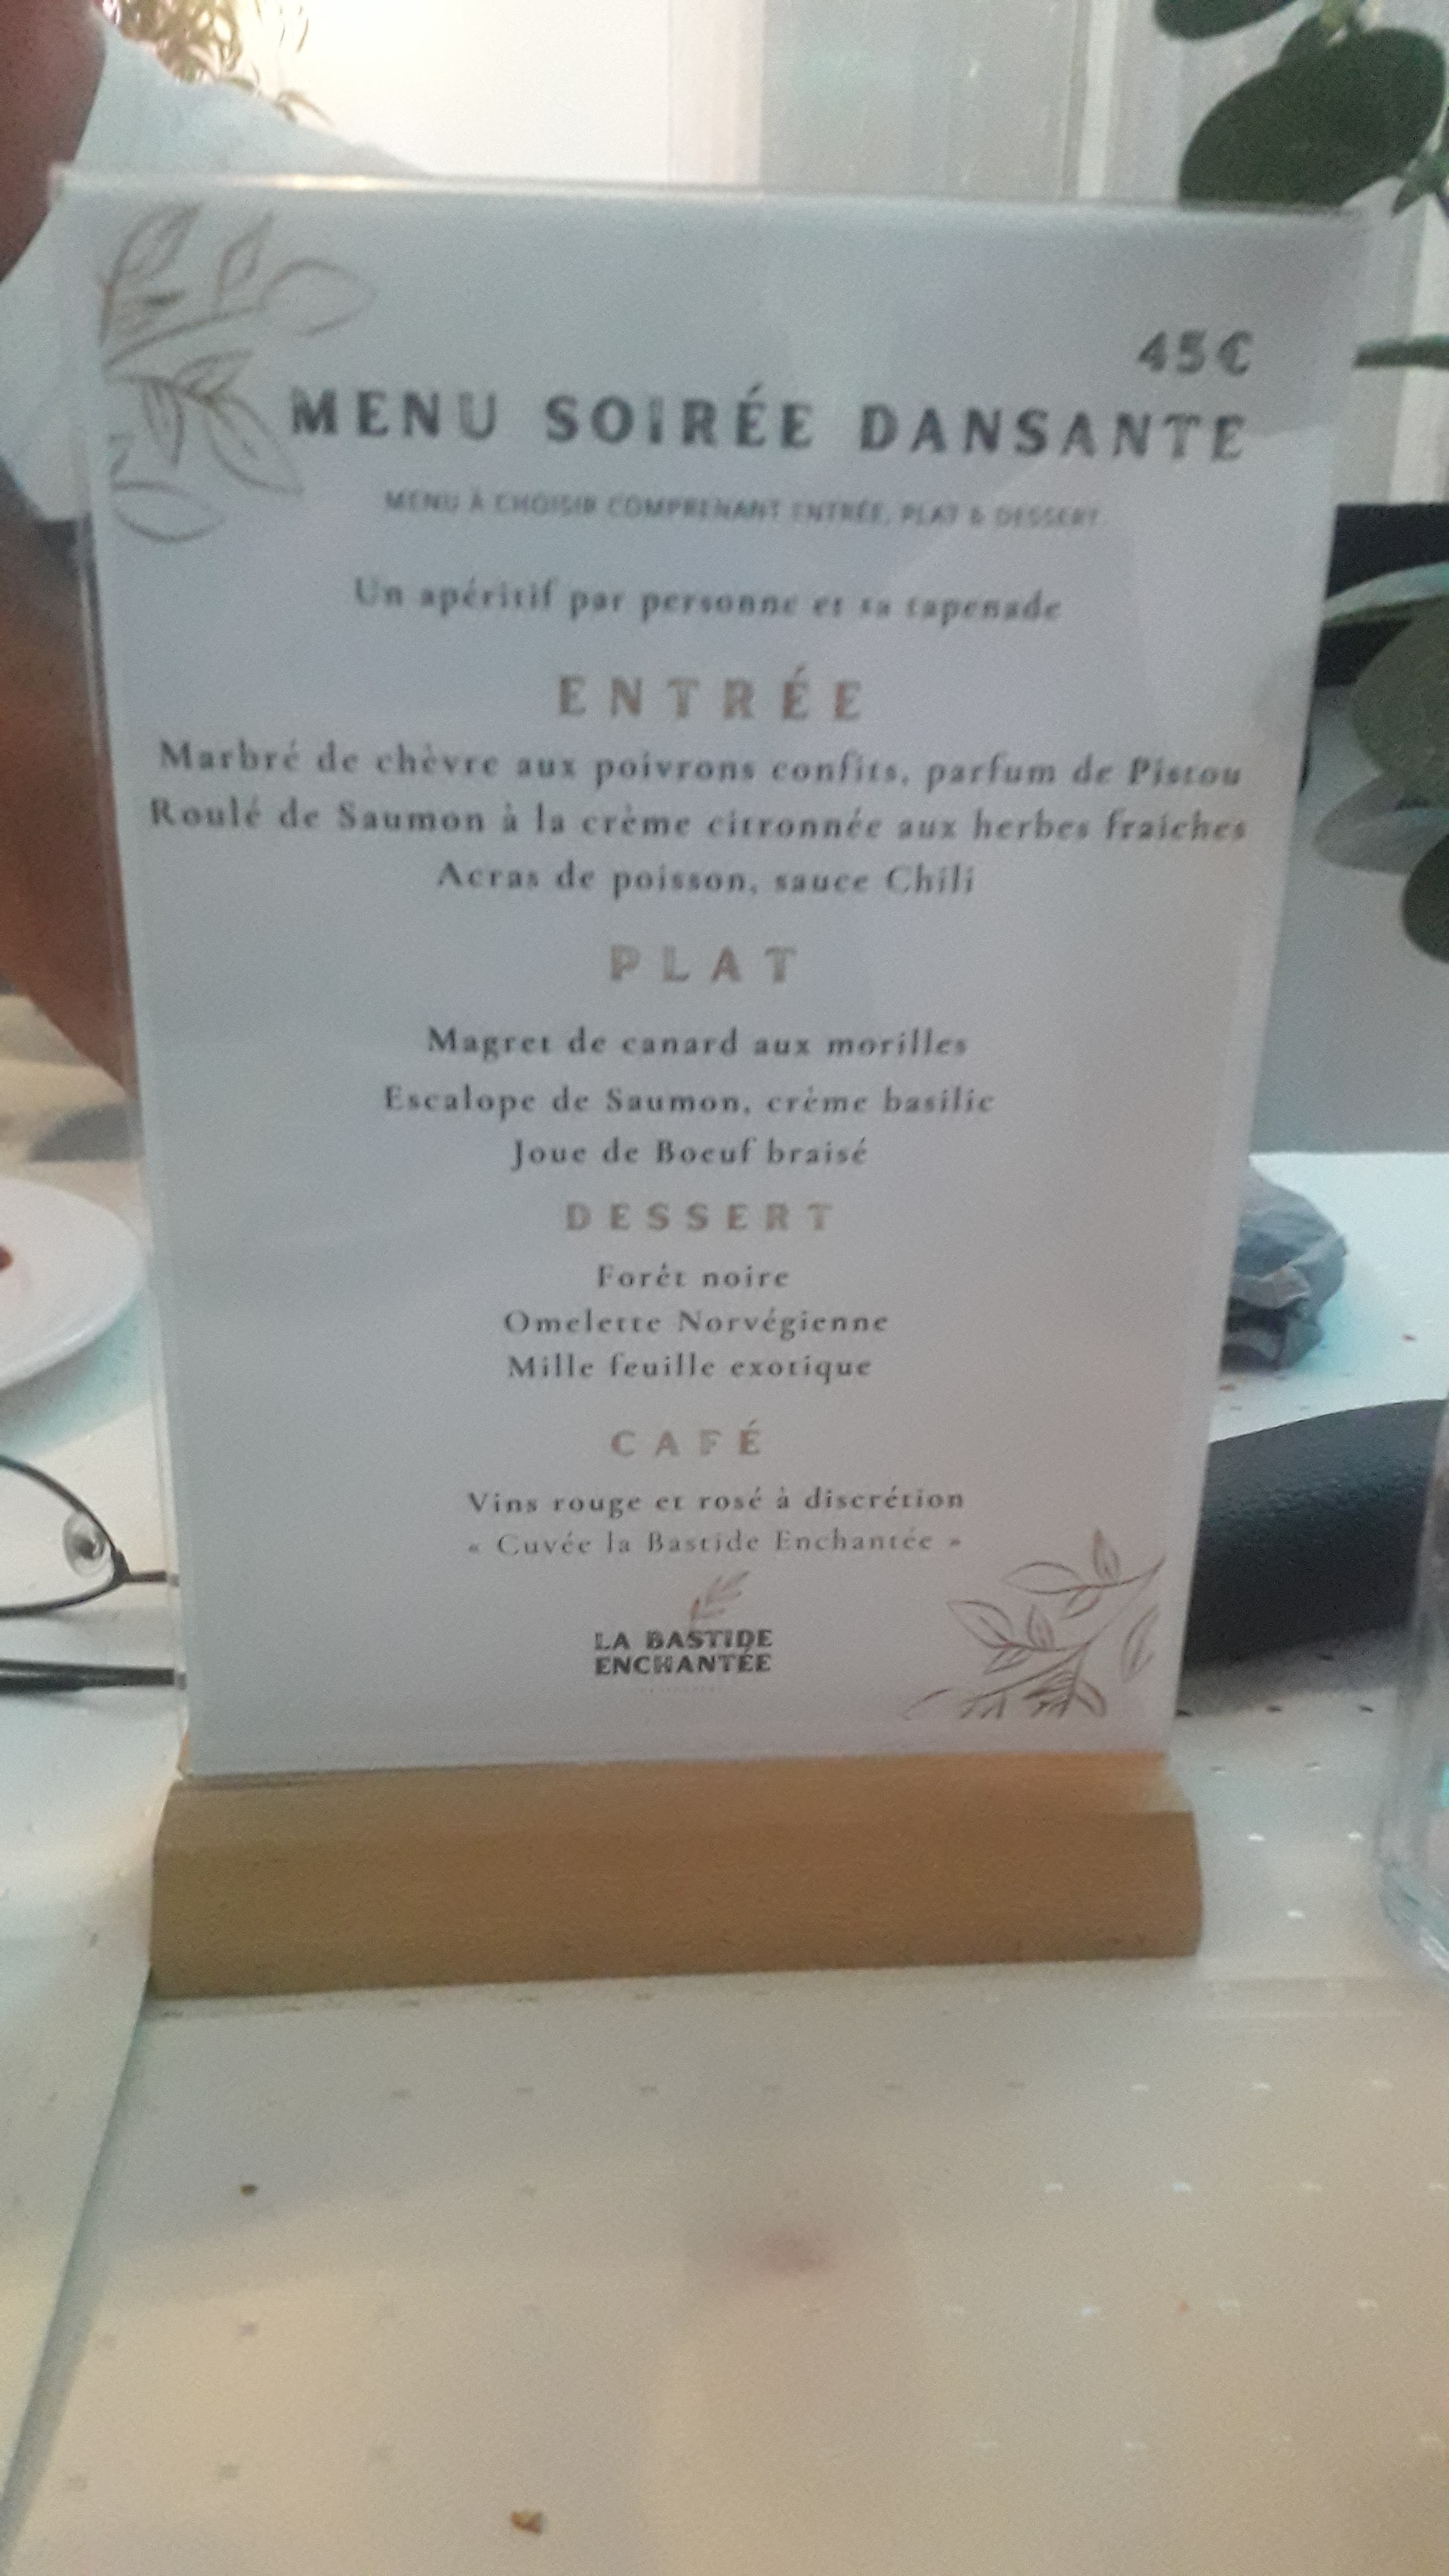 45€
MENU SOIRÉE DANSANTE
MENU À CHOISIR COMPRENANT ENTRÉE, PLAT & DESSERT
Un apéritif par personne et sa tapenade
ENTRÉE
Marbré de chèvre aux poivrons confits, parfum de Pistou
Roulé de Saumon à la crème citronnée aux herbes fraiches
Acras de poisson, sauce Chili
PLAT
Magret de canard aux morilles
Escalope de Saumon, crème basilic
Joue de Boeuf braisé
DESSERT
Forêt noire
Omelette Norvégienne
Mille feuille exotique
CAFÉ
Vins rouge et rosé à discrétion
« Cuvée la Bastide Enchantée »
LA BASTIDE
ENCHANTÉE